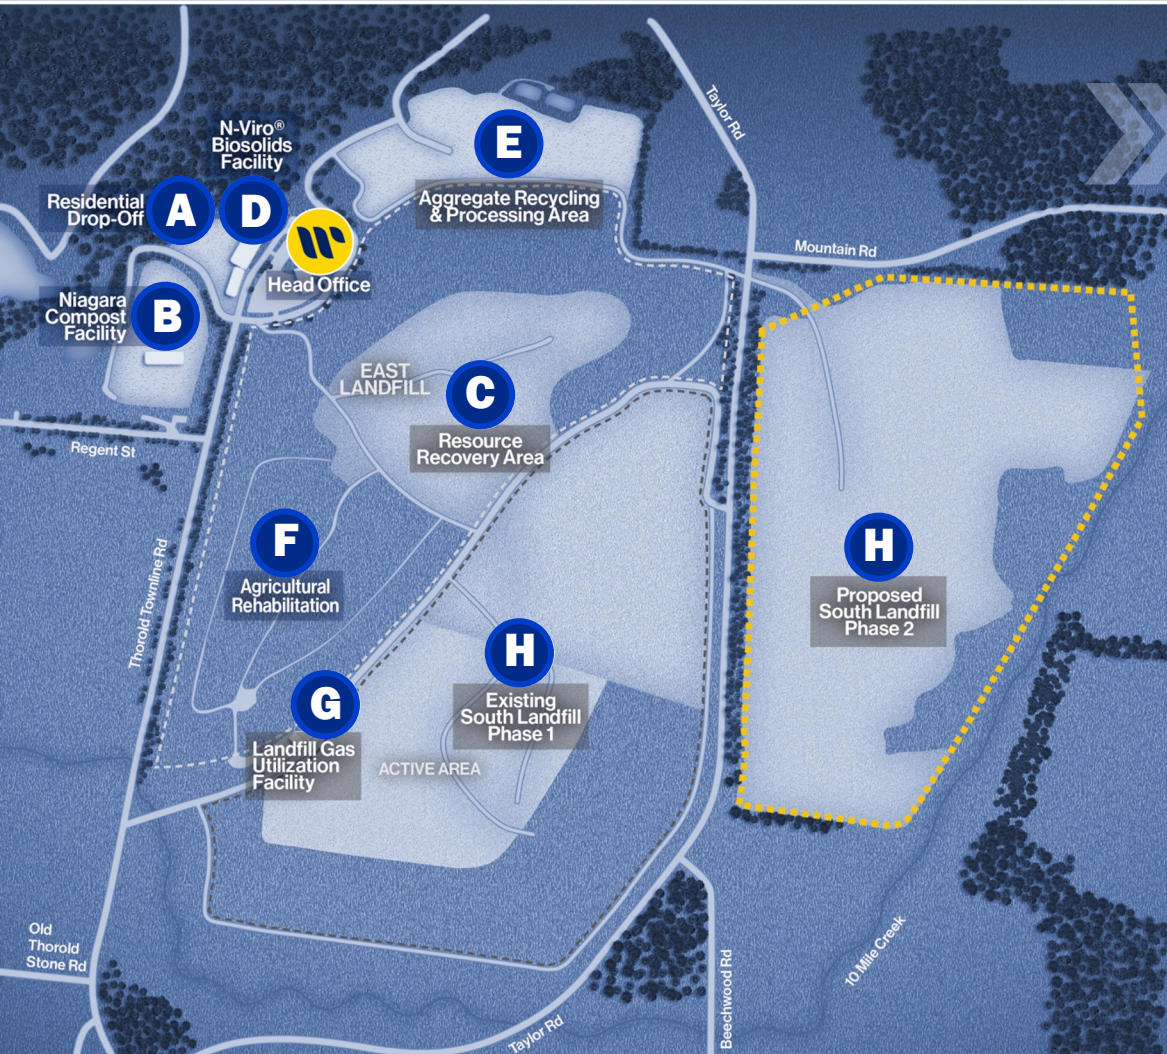 Taylor Rd
N-Viro®
Biosolids
Facility
E
Residential
Drop-Off
A
D
Aggregate Recycling
& Processing Area
W
Head Office
Mountain Rd
Niagara
Compost
Facility
B
EAST
LANDFILL
C
Resource
Recovery Area
Regent St
F
Agricultural
Rehabilitation
H
Proposed
South Landfill
Phase 2
Thorold Townline Rd
H
Existing
South Landfill
Phase 1
G
Landfill Gas
Utilization
Facility
ACTIVE AREA
Old
Thorold
Stone Rd
10 Mile Creek
Beechwood Rd
Taylor Rd